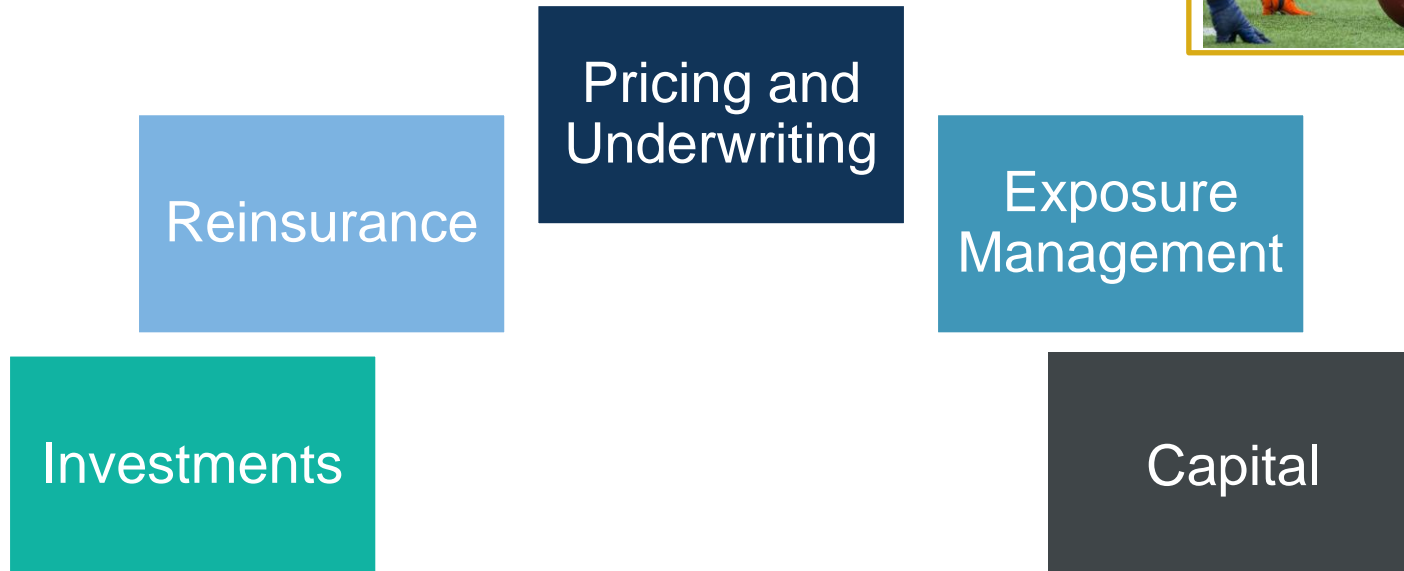 Pricing and
Underwriting
Reinsurance
Exposure
Management
Investments
Capital